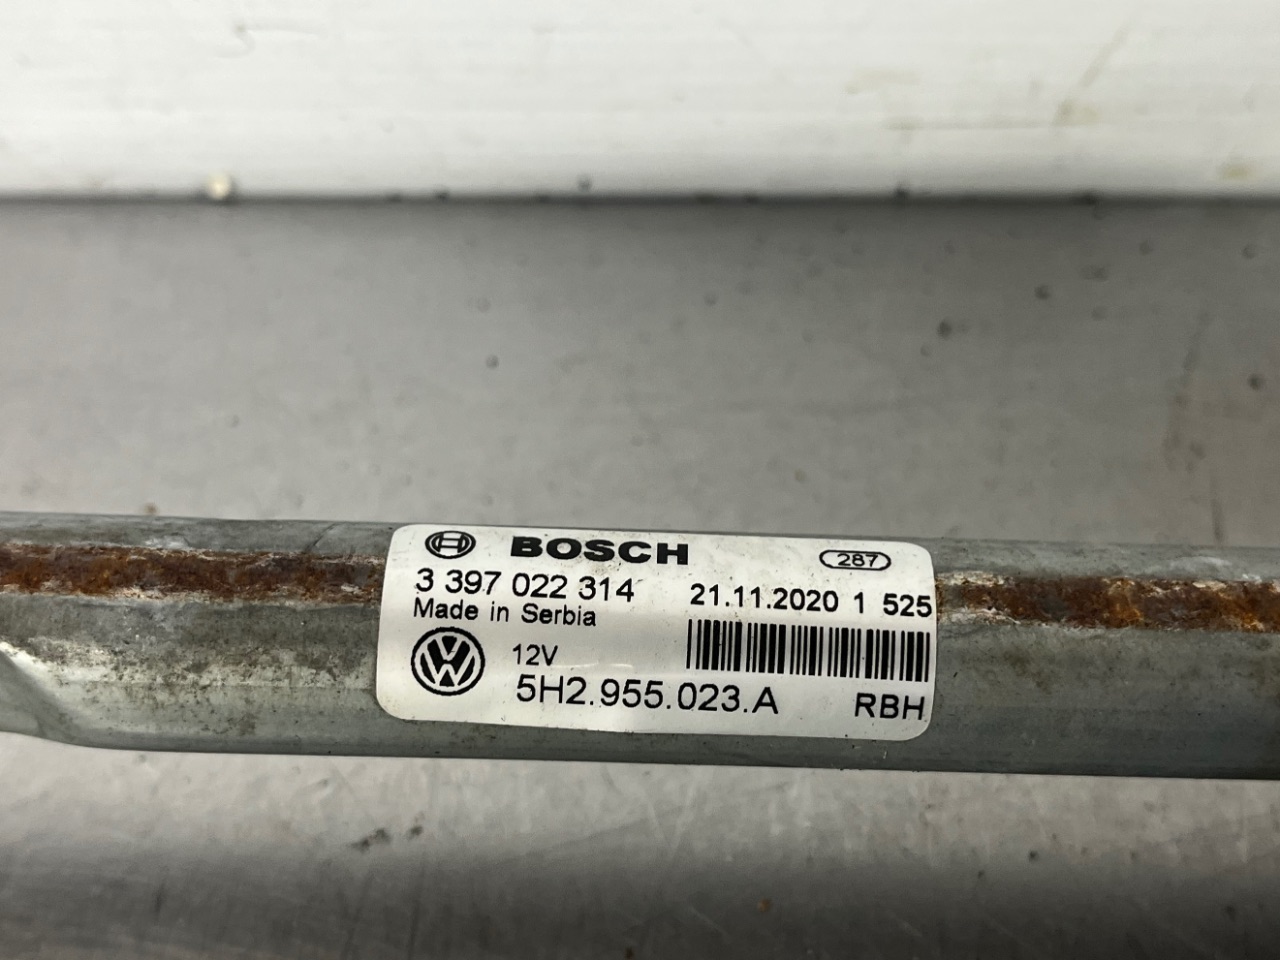 BOSCH 287
3 397 022 314 21.11.2020 1 525
Made in Serbia
12V
5H2.955.023.A RBH